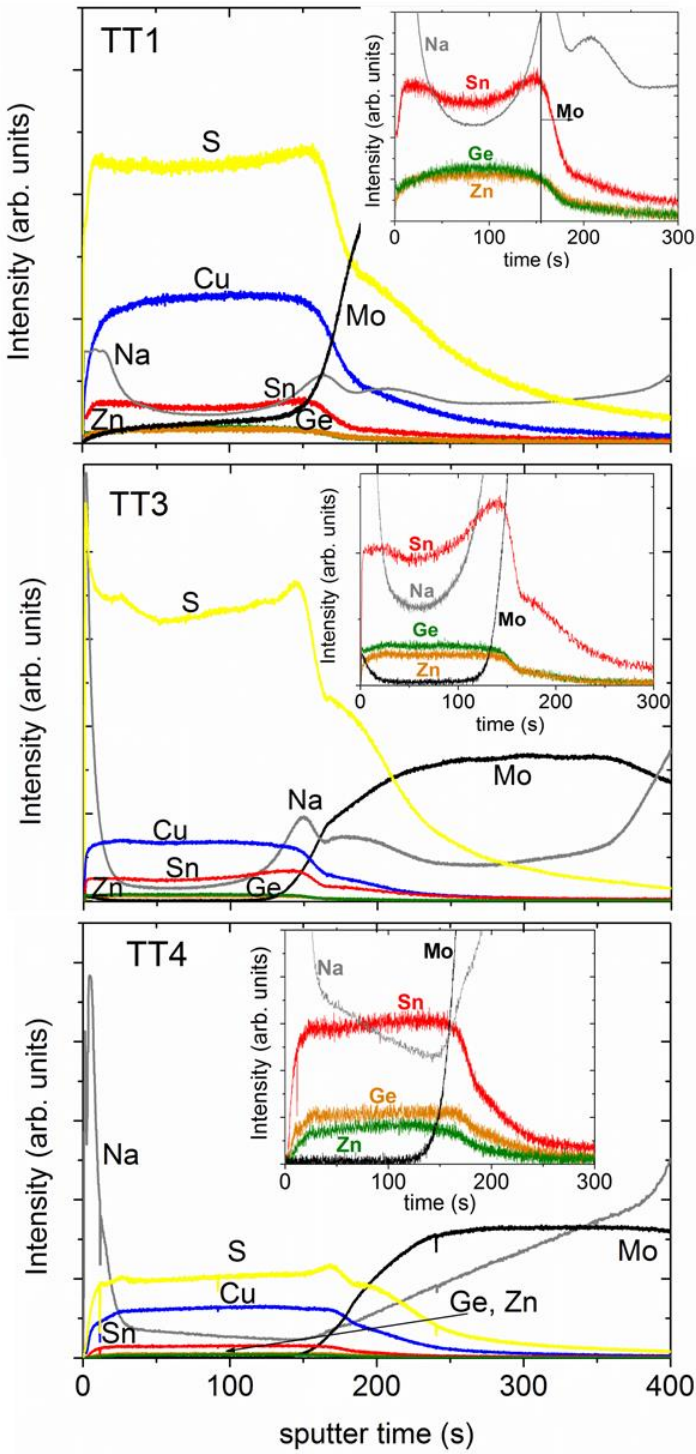 TT1
S
Cu
Mo
Na
Sn
Zn
Ge
Intensity (arb. units)
Na
Sn
Mo
Ge
Zn
Intensity (arb. units)
0 100 200 300
time (s)
TT3
S
Mo
Na
Cu
Sn
Zn
Ge
Intensity (arb. units)
Sn
Na
Mo
Ge
Zn
Intensity (arb. units)
0 100 200 300
time (s)
TT4
Na
S
Mo
Cu
Ge, Zn
Sn
Intensity (arb. units)
Na
Mo
Sn
Ge
Zn
Intensity (arb. units)
0 100 200 300
time (s)
0 100 200 300 400
sputter time (s)